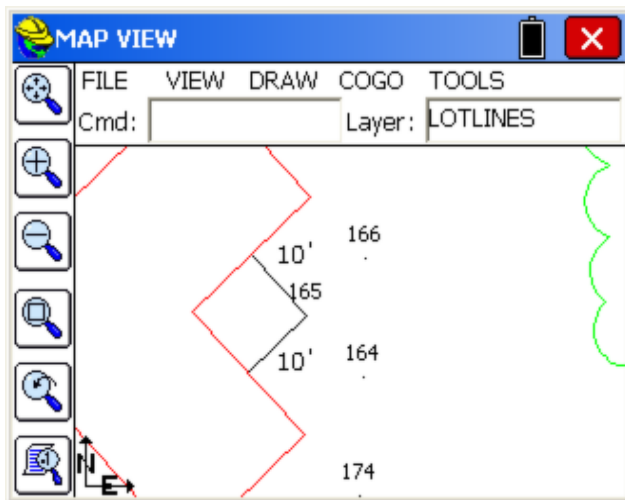 MAP VIEW
FILE VIEW DRAW COGO TOOLS
Cmd: Layer: LOTLINES
166
10'
165
164
10'
174
N
E